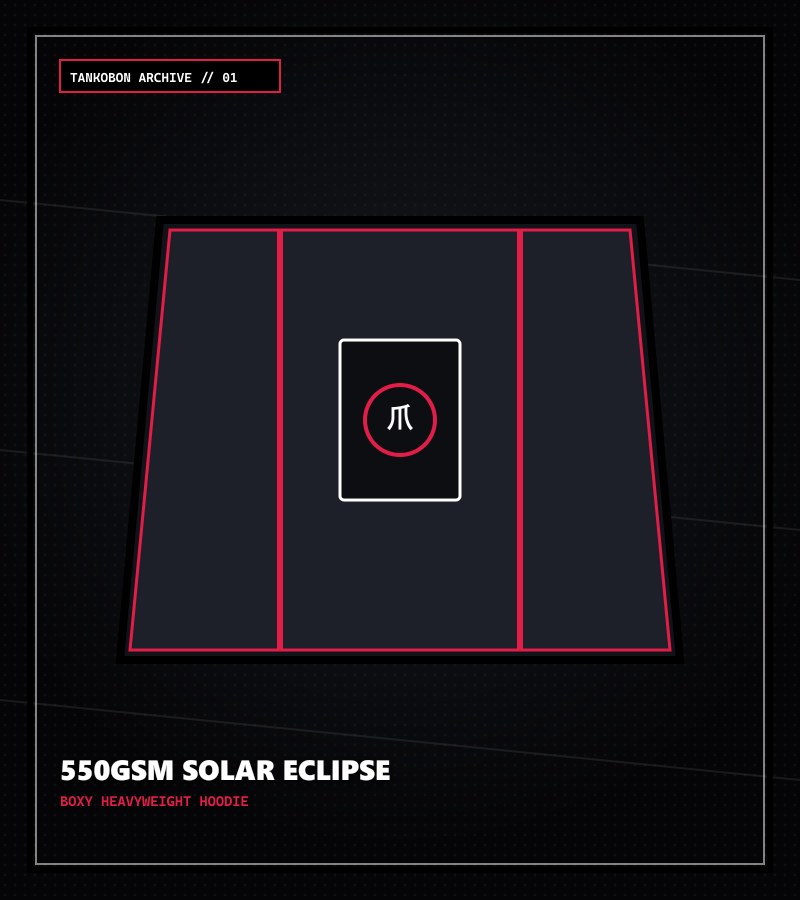 TANKOBON ARCHIVE // 01
爪
550GSM SOLAR ECLIPSE
BOXY HEAVYWEIGHT HOODIE